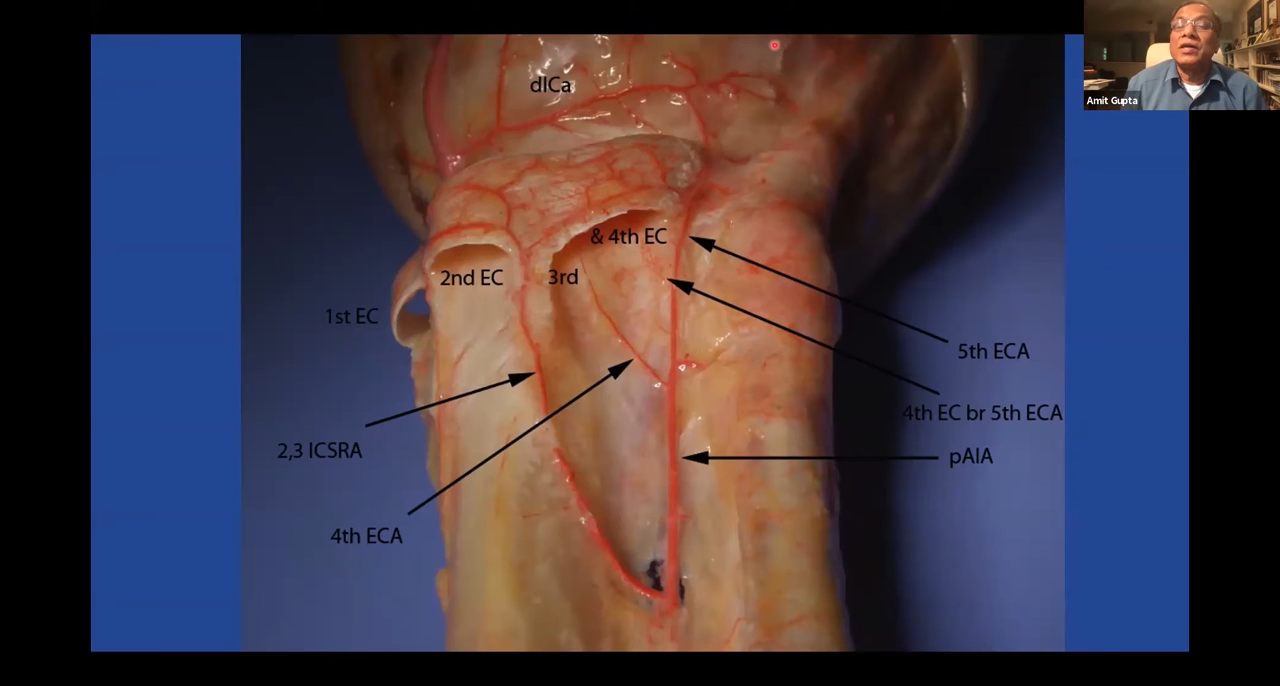 Amit Gupta
dICa
& 4th EC
2nd EC
3rd
1st EC
5th ECA
4th EC br 5th ECA
2,3 ICSRA
pAIA
4th ECA